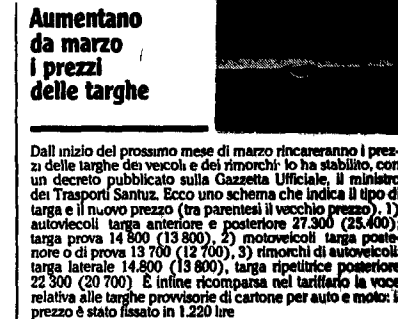 Aumentano
da marzo
i prezzi
delle targhe
Dall inizio del prossimo mese di marzo rincareranno i prez-
zi delle targhe dei veicoli e dei rimorchi lo ha stabilito, con
un decreto pubblicato sulla Gazzetta Ufficiale, il ministro
dei Trasporti Santuz. Ecco uno schema che indica il tipo di
targa e il nuovo prezzo (tra parentesi il vecchio prezzo). 1)
autoviecoli targa anteriore e posteriore 27.300 (25.400);
targa prova 14 800 (13 800), 2) motoveicoli targa poste-
riore o di prova 13 700 (12 700), 3) rimorchi di autoveicoli
targa laterale 14.800 (13 800), targa ripetitrice posteriore
22 300 (20 700) È infine ricomparsa nel tariffario la voce
relativa alle targhe provvisorie di cartone per auto e moto: il
prezzo è stato fissato in 1.220 lire